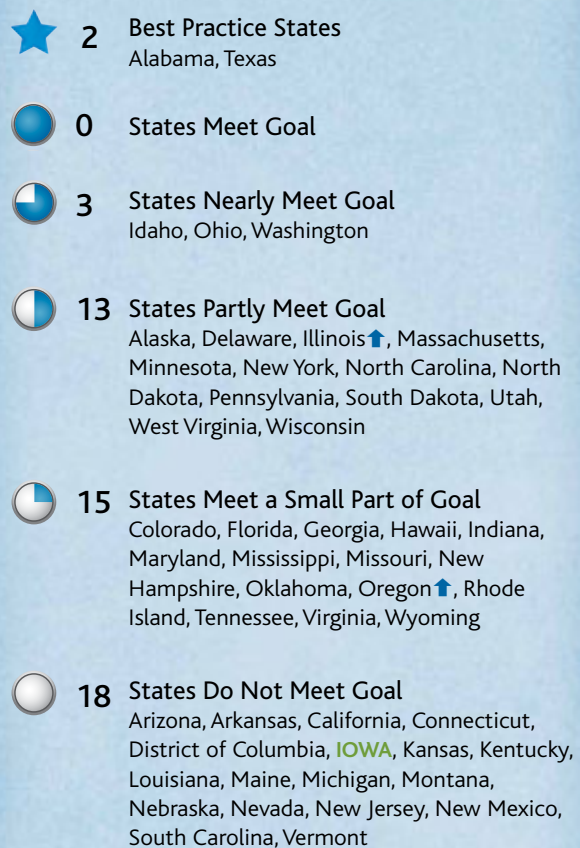 2 Best Practice States
Alabama, Texas
0 States Meet Goal
3 States Nearly Meet Goal
Idaho, Ohio, Washington
13 States Partly Meet Goal
Alaska, Delaware, Illinois⬆, Massachusetts,
Minnesota, New York, North Carolina, North
Dakota, Pennsylvania, South Dakota, Utah,
West Virginia, Wisconsin
15 States Meet a Small Part of Goal
Colorado, Florida, Georgia, Hawaii, Indiana,
Maryland, Mississippi, Missouri, New
Hampshire, Oklahoma, Oregon⬆, Rhode
Island, Tennessee, Virginia, Wyoming
18 States Do Not Meet Goal
Arizona, Arkansas, California, Connecticut,
District of Columbia, IOWA, Kansas, Kentucky,
Louisiana, Maine, Michigan, Montana,
Nebraska, Nevada, New Jersey, New Mexico,
South Carolina, Vermont